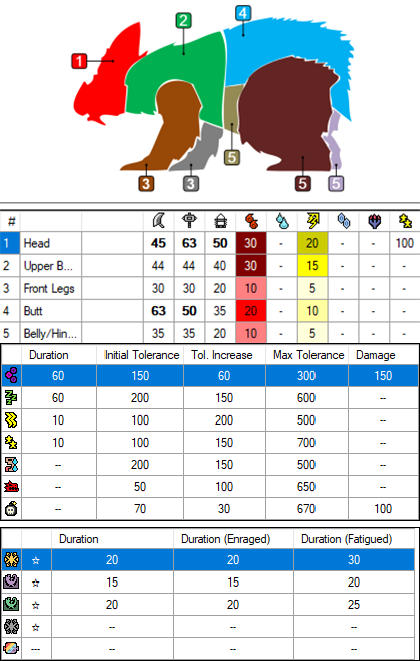 4
2
1
5
3
3
5
5
#
1 Head 45 63 50 30 - 20 - - 100
2 Upper B... 44 44 40 30 - 15 - - -
3 Front Legs 30 30 20 10 - 5 - - -
4 Butt 63 50 35 20 - 10 - - -
5 Belly/Hin... 35 35 20 10 - 5 - - -
Duration Initial Tolerance Tol. Increase Max Tolerance Damage
60 150 60 300 150
60 200 150 600 --
10 100 200 500 --
10 100 150 700 --
-- 200 150 500 --
-- 50 100 650 --
-- 70 30 670 100
Duration Duration (Enraged) Duration (Fatigued)
☆ 20 20 30
☆ 15 15 20
☆ 20 20 25
☆ -- -- --
--- -- -- --